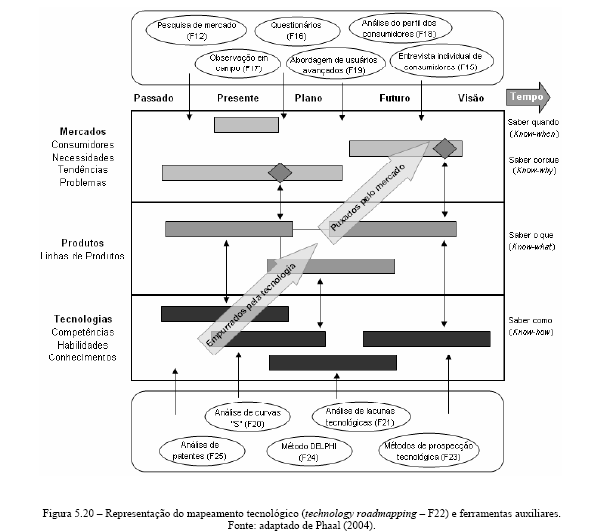 Pesquisa de mercado (F12)
Questionários (F16)
Análise do perfil dos consumidores (F18)
Observação em campo (F17)
Abordagem de usuários avançados (F19)
Entrevista individual de consumidores (F15)
Passado
Presente
Plano
Futuro
Visão
Tempo
Mercados
Consumidores
Necessidades
Tendências
Problemas
Saber quando
(Know-when)
Saber porque
(Know-why)
Puxados pelo mercado
Produtos
Linhas de Produtos
Saber o que
(Know-what)
Empurrados pela tecnologia
Tecnologias
Competências
Habilidades
Conhecimentos
Saber como
(Know-how)
Análise de curvas "S" (F20)
Análise de lacunas tecnológicas (F21)
Análise de patentes (F25)
Método DELPHI (F24)
Métodos de prospecção tecnológica (F23)
Figura 5.20 – Representação do mapeamento tecnológico (technology roadmapping – F22) e ferramentas auxiliares.
Fonte: adaptado de Phaal (2004).